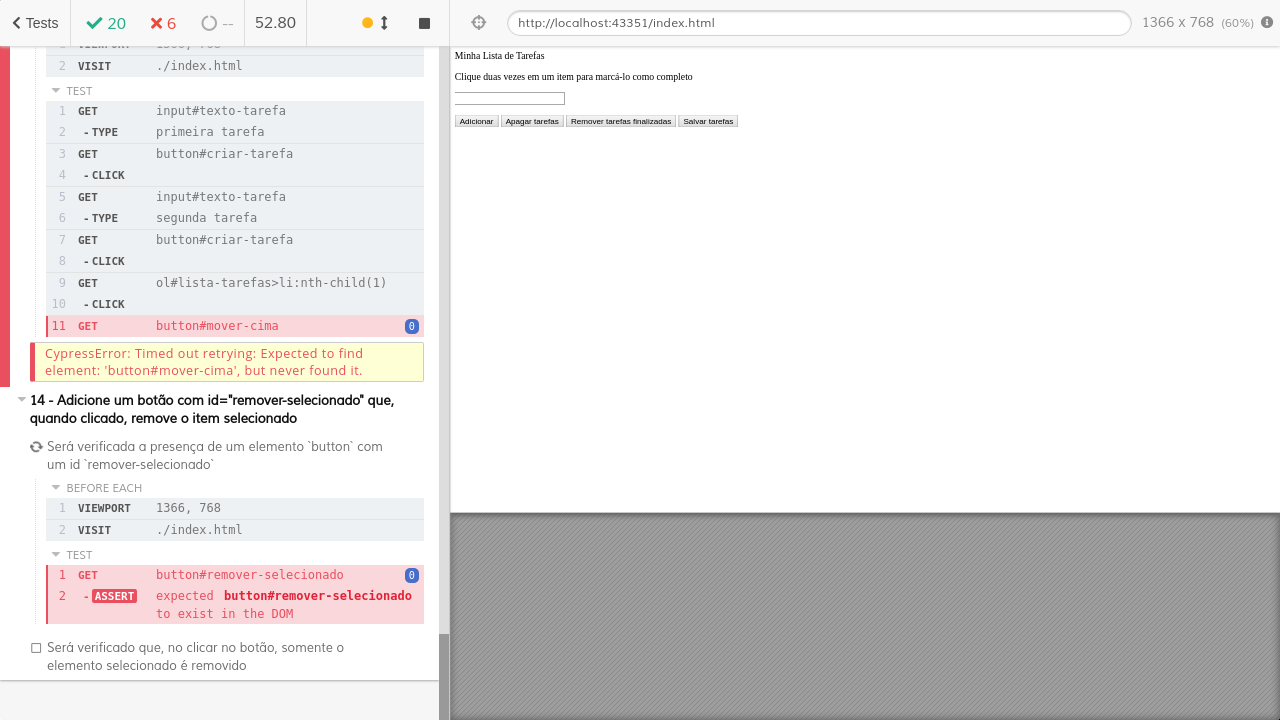 Tests
20
6
--
52.80
http://localhost:43351/index.html
1366 x 768 (60%)
1 VIEWPORT 1366, 768
2 VISIT ./index.html
TEST
1 GET input#texto-tarefa
2 -TYPE primeira tarefa
3 GET button#criar-tarefa
4 -CLICK
5 GET input#texto-tarefa
6 -TYPE segunda tarefa
7 GET button#criar-tarefa
8 -CLICK
9 GET ol#lista-tarefas>li:nth-child(1)
10 -CLICK
11 GET button#mover-cima 0
CypressError: Timed out retrying: Expected to find
element: 'button#mover-cima', but never found it.
14 - Adicione um botão com id="remover-selecionado" que,
quando clicado, remove o item selecionado
Será verificada a presença de um elemento `button` com
um id `remover-selecionado`
BEFORE EACH
1 VIEWPORT 1366, 768
2 VISIT ./index.html
TEST
1 GET button#remover-selecionado 0
2 -ASSERT expected button#remover-selecionado
to exist in the DOM
Será verificado que, no clicar no botão, somente o
elemento selecionado é removido
Minha Lista de Tarefas
Clique duas vezes em um item para marcá-lo como completo
Adicionar Apagar tarefas Remover tarefas finalizadas Salvar tarefas